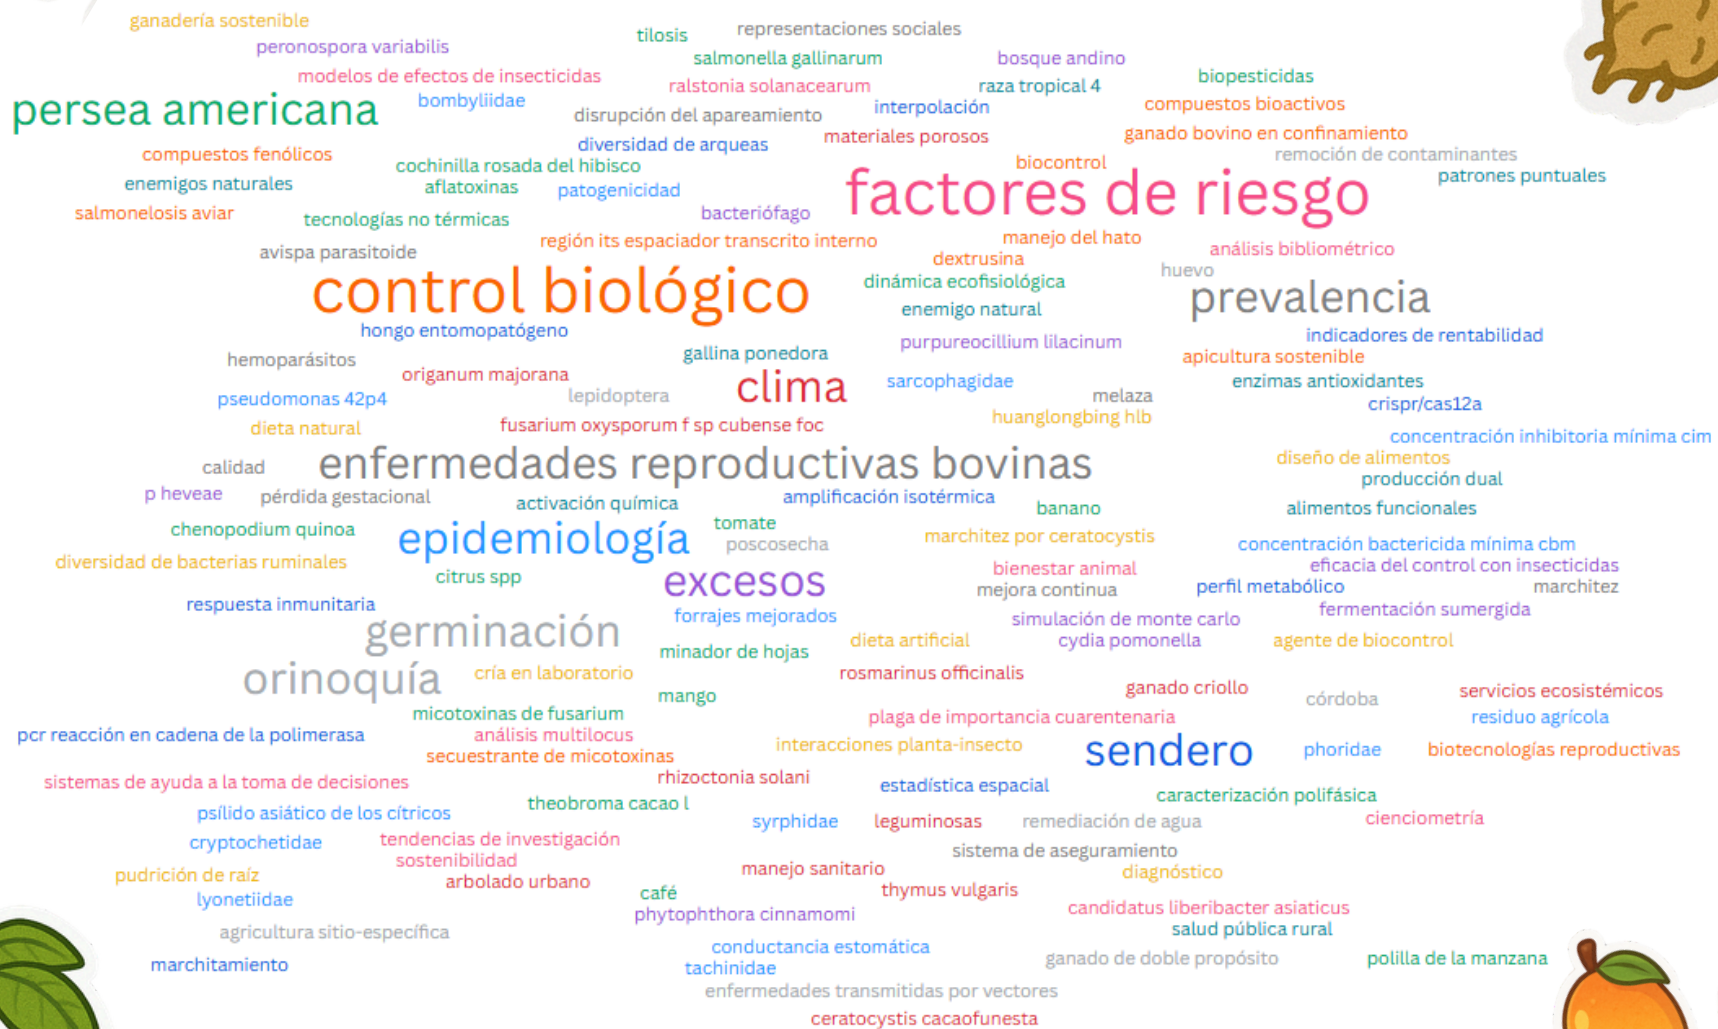 ganadería sostenible
representaciones sociales
tilosis
peronospora variabilis
salmonella gallinarum
bosque andino
modelos de efectos de insecticidas
biopesticidas
ralstonia solanacearum
raza tropical 4
bombyliidae
compuestos bioactivos
interpolación
persea americana
disrupción del apareamiento
ganado bovino en confinamiento
materiales porosos
diversidad de arqueas
compuestos fenólicos
remoción de contaminantes
biocontrol
cochinilla rosada del hibisco
patrones puntuales
enemigos naturales
aflatoxinas
patogenicidad
factores de riesgo
salmonelosis aviar
bacteriófago
tecnologías no térmicas
manejo del hato
región its espaciador transcrito interno
análisis bibliométrico
avispa parasitoide
dextrusina
huevo
dinámica ecofisiológica
control biológico
prevalencia
enemigo natural
hongo entomopatógeno
indicadores de rentabilidad
purpureocillium lilacinum
gallina ponedora
apicultura sostenible
hemoparásitos
origanum majorana
sarcophagidae
enzimas antioxidantes
clima
lepidoptera
melaza
pseudomonas 42p4
crispr/cas12a
huanglongbing hlb
fusarium oxysporum f sp cubense foc
dieta natural
concentración inhibitoria mínima cim
diseño de alimentos
enfermedades reproductivas bovinas
calidad
producción dual
p heveae
pérdida gestacional
amplificación isotérmica
activación química
banano
alimentos funcionales
tomate
chenopodium quinoa
marchitez por ceratocystis
epidemiología
poscosecha
concentración bactericida mínima cbm
diversidad de bacterias ruminales
eficacia del control con insecticidas
bienestar animal
citrus spp
excesos
mejora continua
perfil metabólico
marchitez
respuesta inmunitaria
fermentación sumergida
forrajes mejorados
simulación de monte carlo
germinación
dieta artificial
cydia pomonella
agente de biocontrol
minador de hojas
orinoquía
cría en laboratorio
rosmarinus officinalis
ganado criollo
servicios ecosistémicos
mango
córdoba
micotoxinas de fusarium
plaga de importancia cuarentenaria
residuo agrícola
pcr reacción en cadena de la polimerasa
análisis multilocus
interacciones planta-insecto
sendero
phoridae
biotecnologías reproductivas
secuestrante de micotoxinas
rhizoctonia solani
sistemas de ayuda a la toma de decisiones
estadística espacial
caracterización polifásica
theobroma cacao l
psílido asiático de los cítricos
syrphidae
leguminosas
remediación de agua
cienciometría
cryptochetidae
tendencias de investigación
sistema de aseguramiento
sostenibilidad
manejo sanitario
diagnóstico
pudrición de raíz
arbolado urbano
thymus vulgaris
café
lyonetiidae
candidatus liberibacter asiaticus
phytophthora cinnamomi
salud pública rural
agricultura sitio-específica
conductancia estomática
ganado de doble propósito
polilla de la manzana
marchitamiento
tachinidae
enfermedades transmitidas por vectores
ceratocystis cacaofunesta